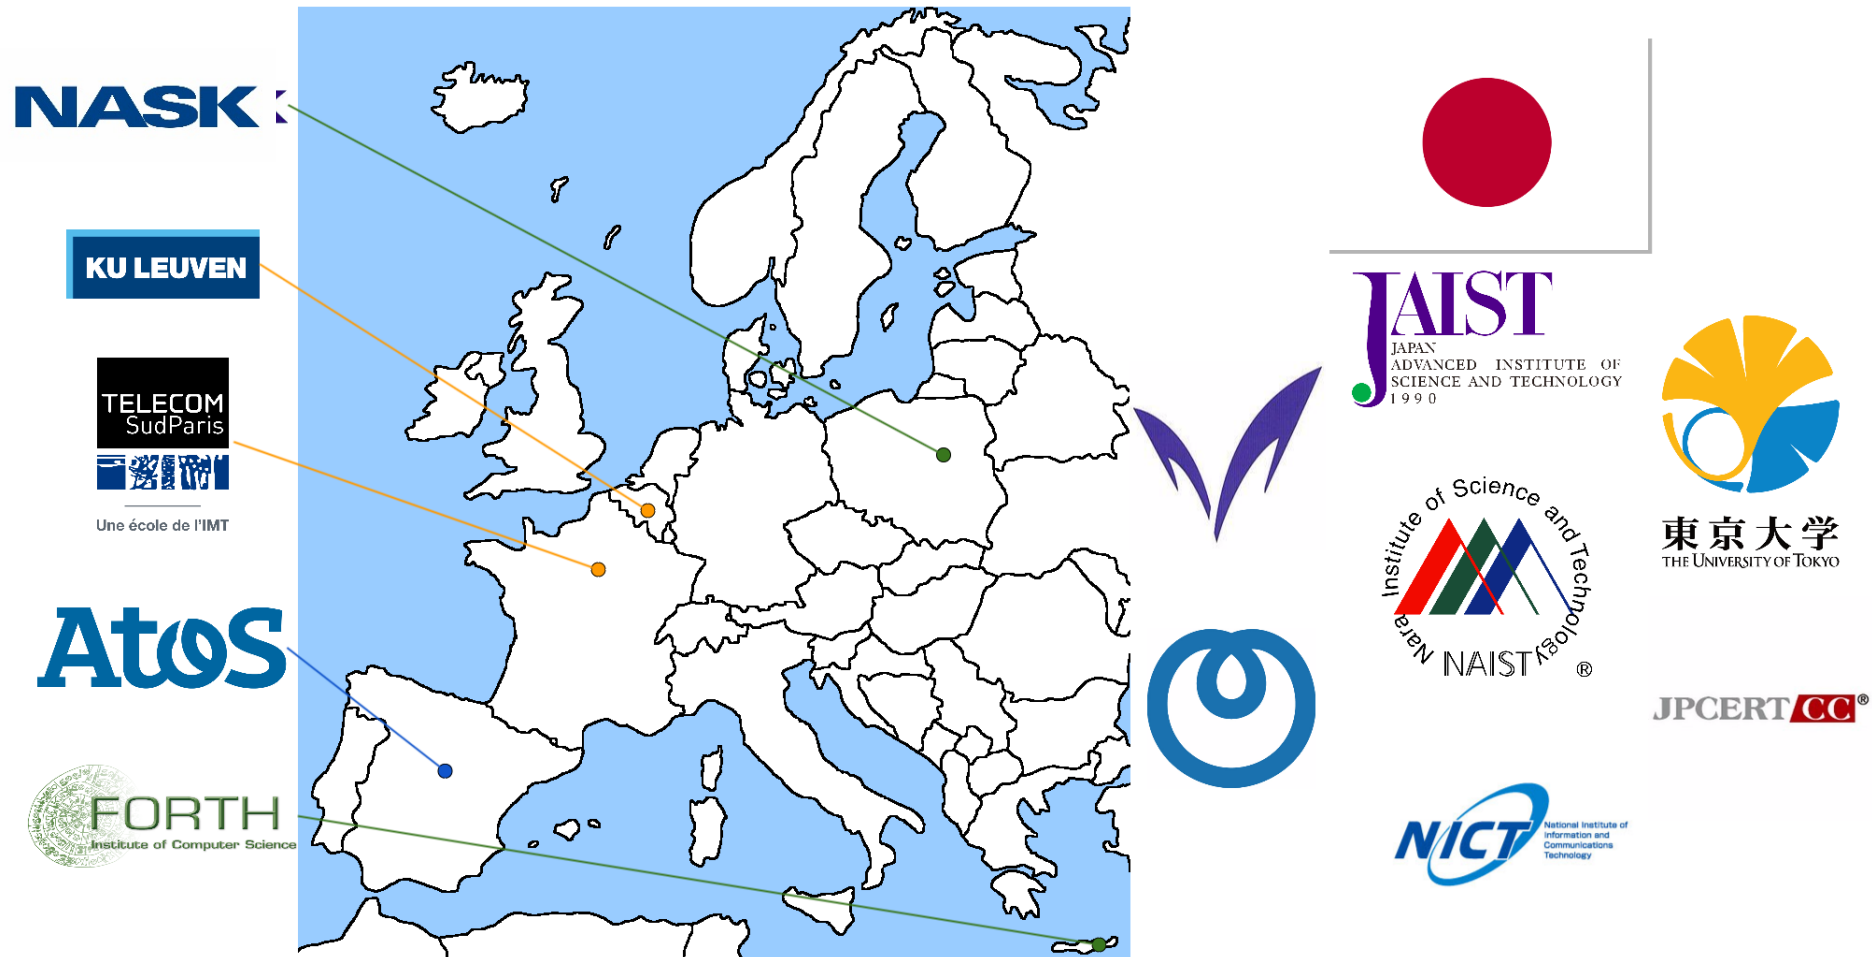 NASK
KU LEUVEN
TELECOM
SudParis
Une école de l'IMT
Atos
FORTH
Institute of Computer Science
JAIST
JAPAN
ADVANCED INSTITUTE OF
SCIENCE AND TECHNOLOGY
1990
東京大学
THE UNIVERSITY OF TOKYO
Nara Institute of Science and Technology
NAIST ®
JPCERT CC®
NICT
National Institute of
Information and
Communications
Technology